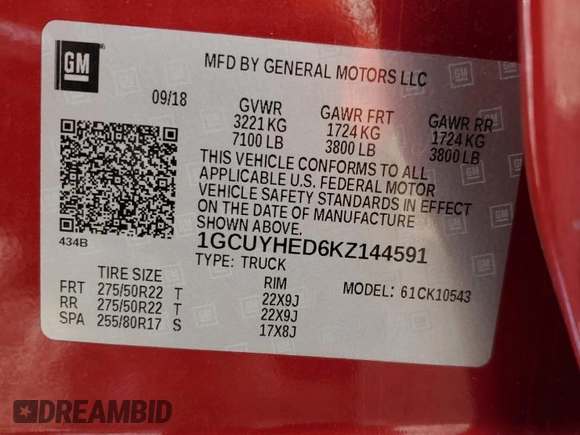 GM
MFD BY GENERAL MOTORS LLC
09/18
GVWR GAWR FRT GAWR RR
3221 KG 1724 KG 1724 KG
7100 LB 3800 LB 3800 LB
THIS VEHICLE CONFORMS TO ALL
APPLICABLE U.S. FEDERAL MOTOR
VEHICLE SAFETY STANDARDS IN EFFECT
ON THE DATE OF MANUFACTURE
SHOWN ABOVE.
434B
1GCUYHED6KZ144591
TYPE: TRUCK
TIRE SIZE RIM MODEL: 61CK10543
FRT 275/50R22 T 22X9J
RR 275/50R22 T 22X9J
SPA 255/80R17 S 17X8J
DREAMBID